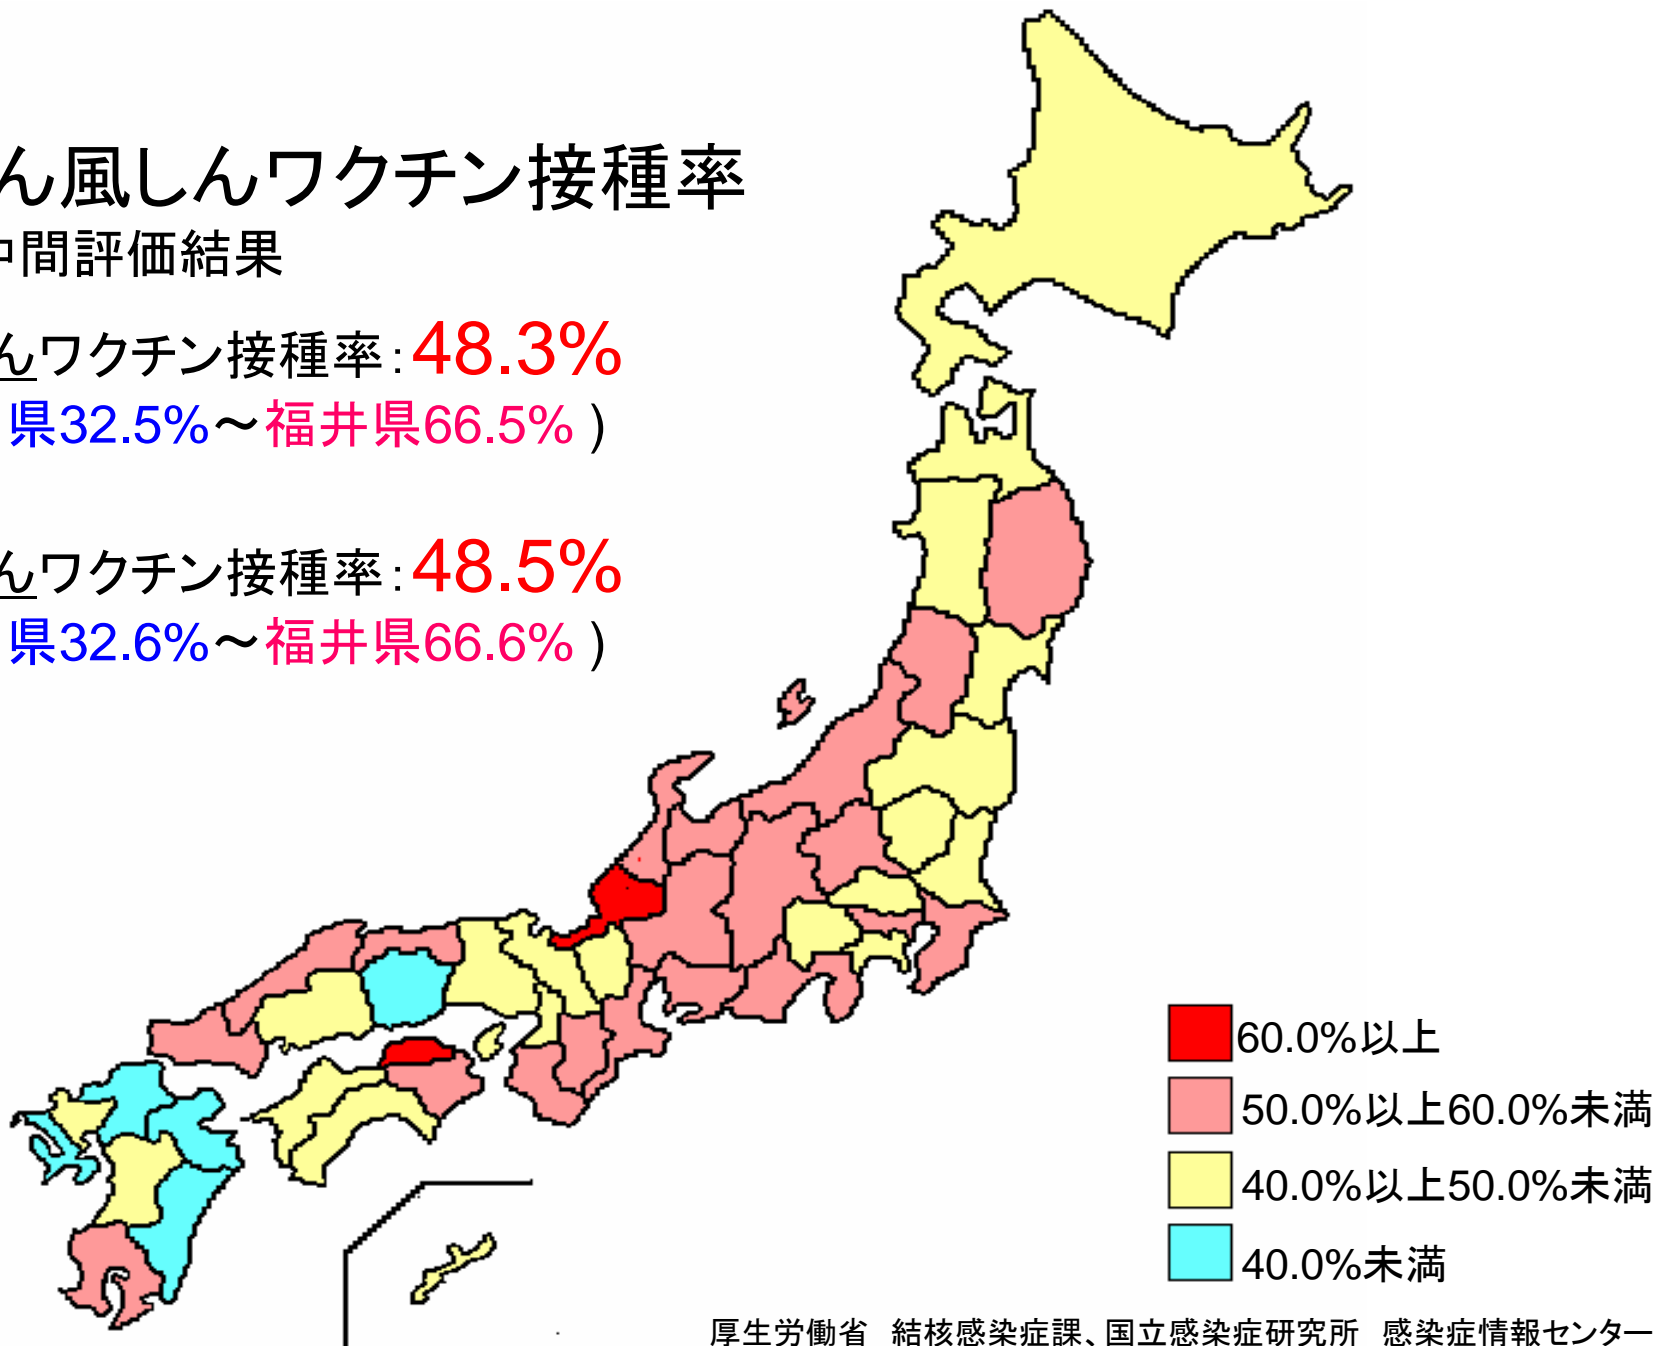 ん風しんワクチン接種率
中間評価結果
んワクチン接種率：48.3%
県32.5%～福井県66.5% )
んワクチン接種率：48.5%
県32.6%～福井県66.6% )
60.0%以上
50.0%以上60.0%未満
40.0%以上50.0%未満
40.0%未満
厚生労働省　結核感染症課、国立感染症研究所　感染症情報センター